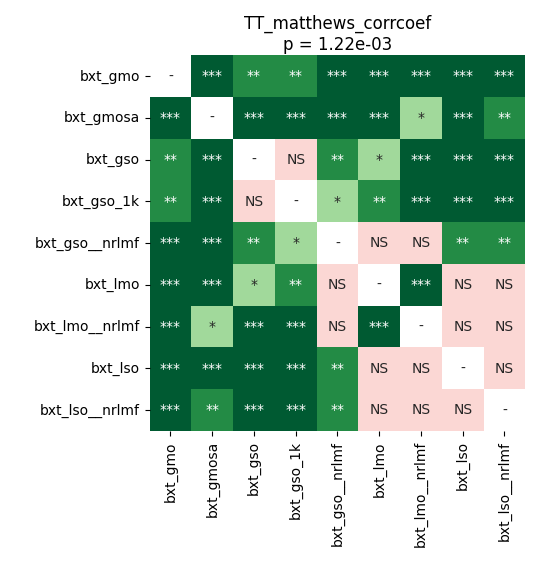 TT_matthews_corrcoef
p = 1.22e-03
bxt_gmo - *** ** ** *** *** *** *** ***
bxt_gmosa *** - *** *** *** *** * *** **
bxt_gso ** *** - NS ** * *** *** ***
bxt_gso_1k ** *** NS - * ** *** *** ***
bxt_gso__nrlmf *** *** ** * - NS NS ** **
bxt_lmo *** *** * ** NS - *** NS NS
bxt_lmo__nrlmf *** * *** *** NS *** - NS NS
bxt_lso *** *** *** *** ** NS NS - NS
bxt_lso__nrlmf *** ** *** *** ** NS NS NS -
bxt_gmo
bxt_gmosa
bxt_gso
bxt_gso_1k
bxt_gso__nrlmf
bxt_lmo
bxt_lmo__nrlmf
bxt_lso
bxt_lso__nrlmf